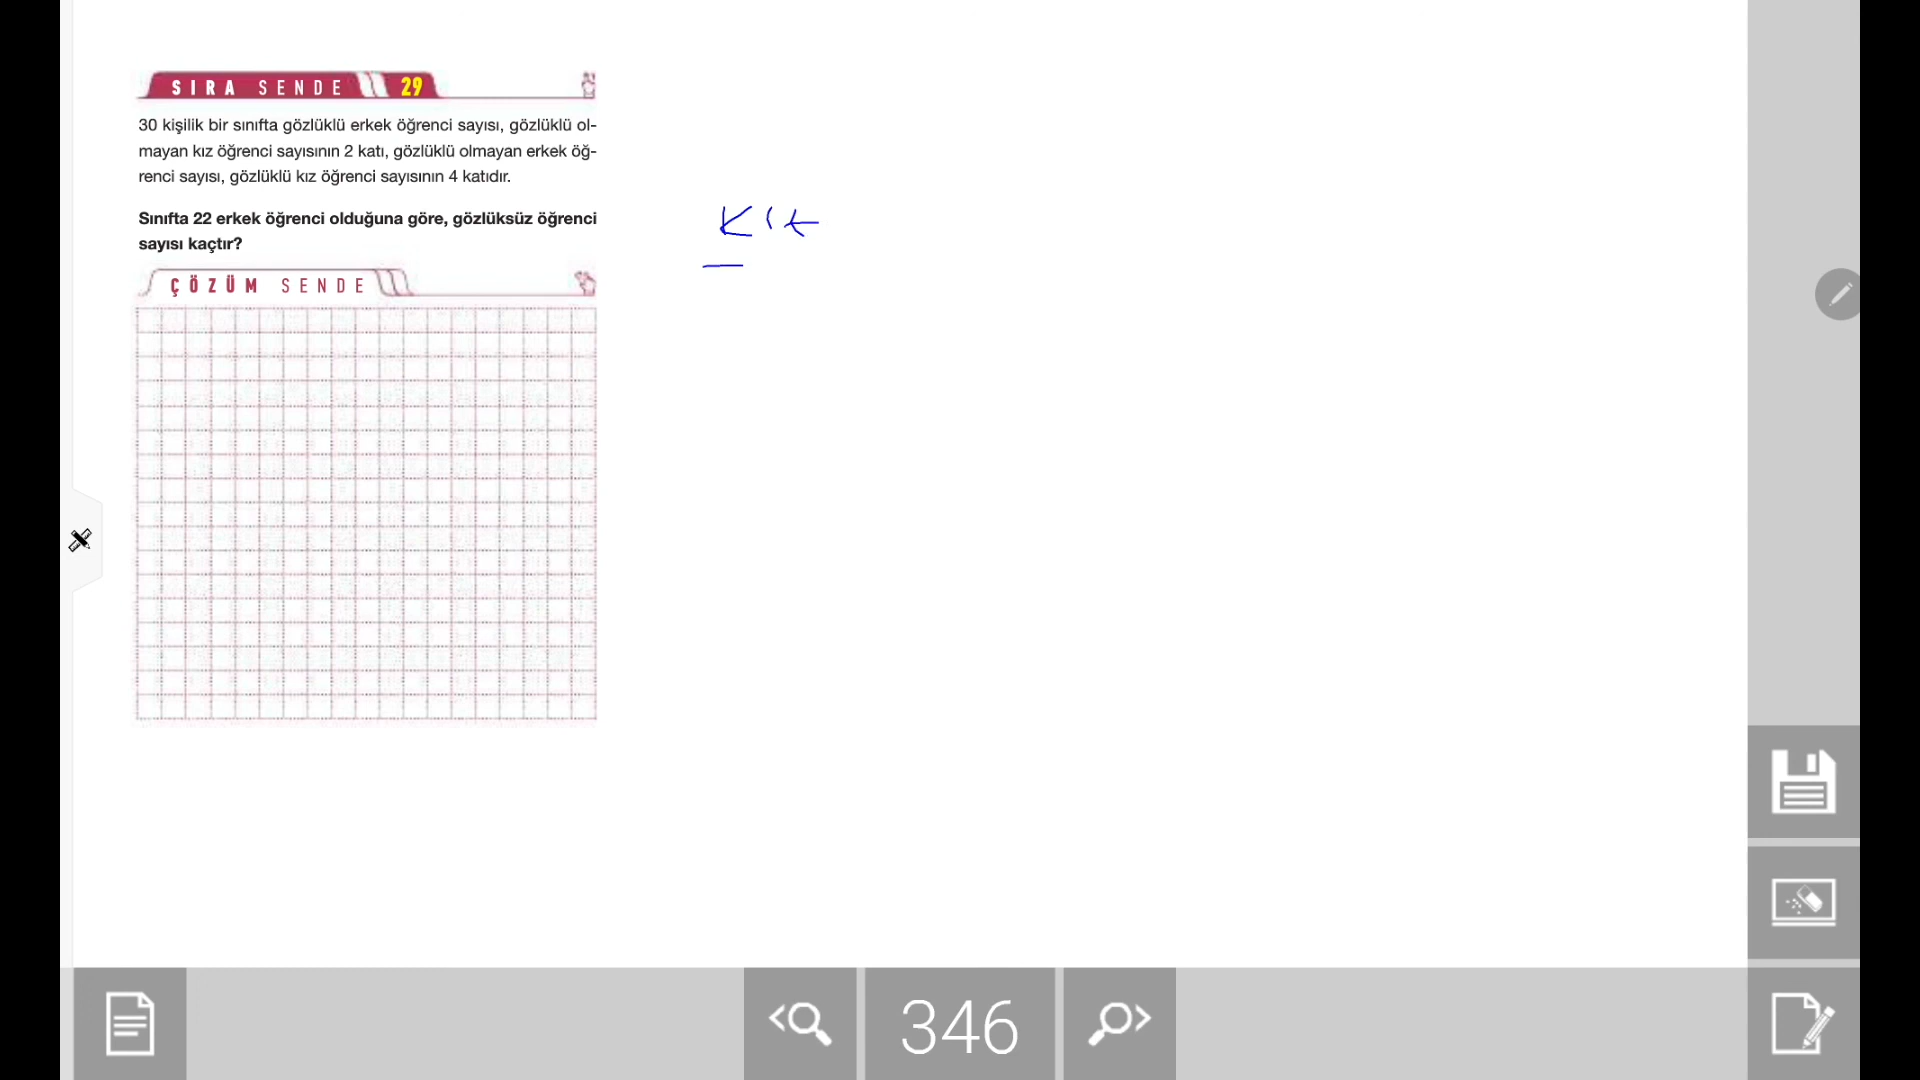 SIRA SENDE 29
30 kişilik bir sınıfta gözlüklü erkek öğrenci sayısı, gözlüklü ol-
mayan kız öğrenci sayısının 2 katı, gözlüklü olmayan erkek öğ-
renci sayısı, gözlüklü kız öğrenci sayısının 4 katıdır.
Sınıfta 22 erkek öğrenci olduğuna göre, gözlüksüz öğrenci
sayısı kaçtır?
ÇÖZÜM SENDE
346